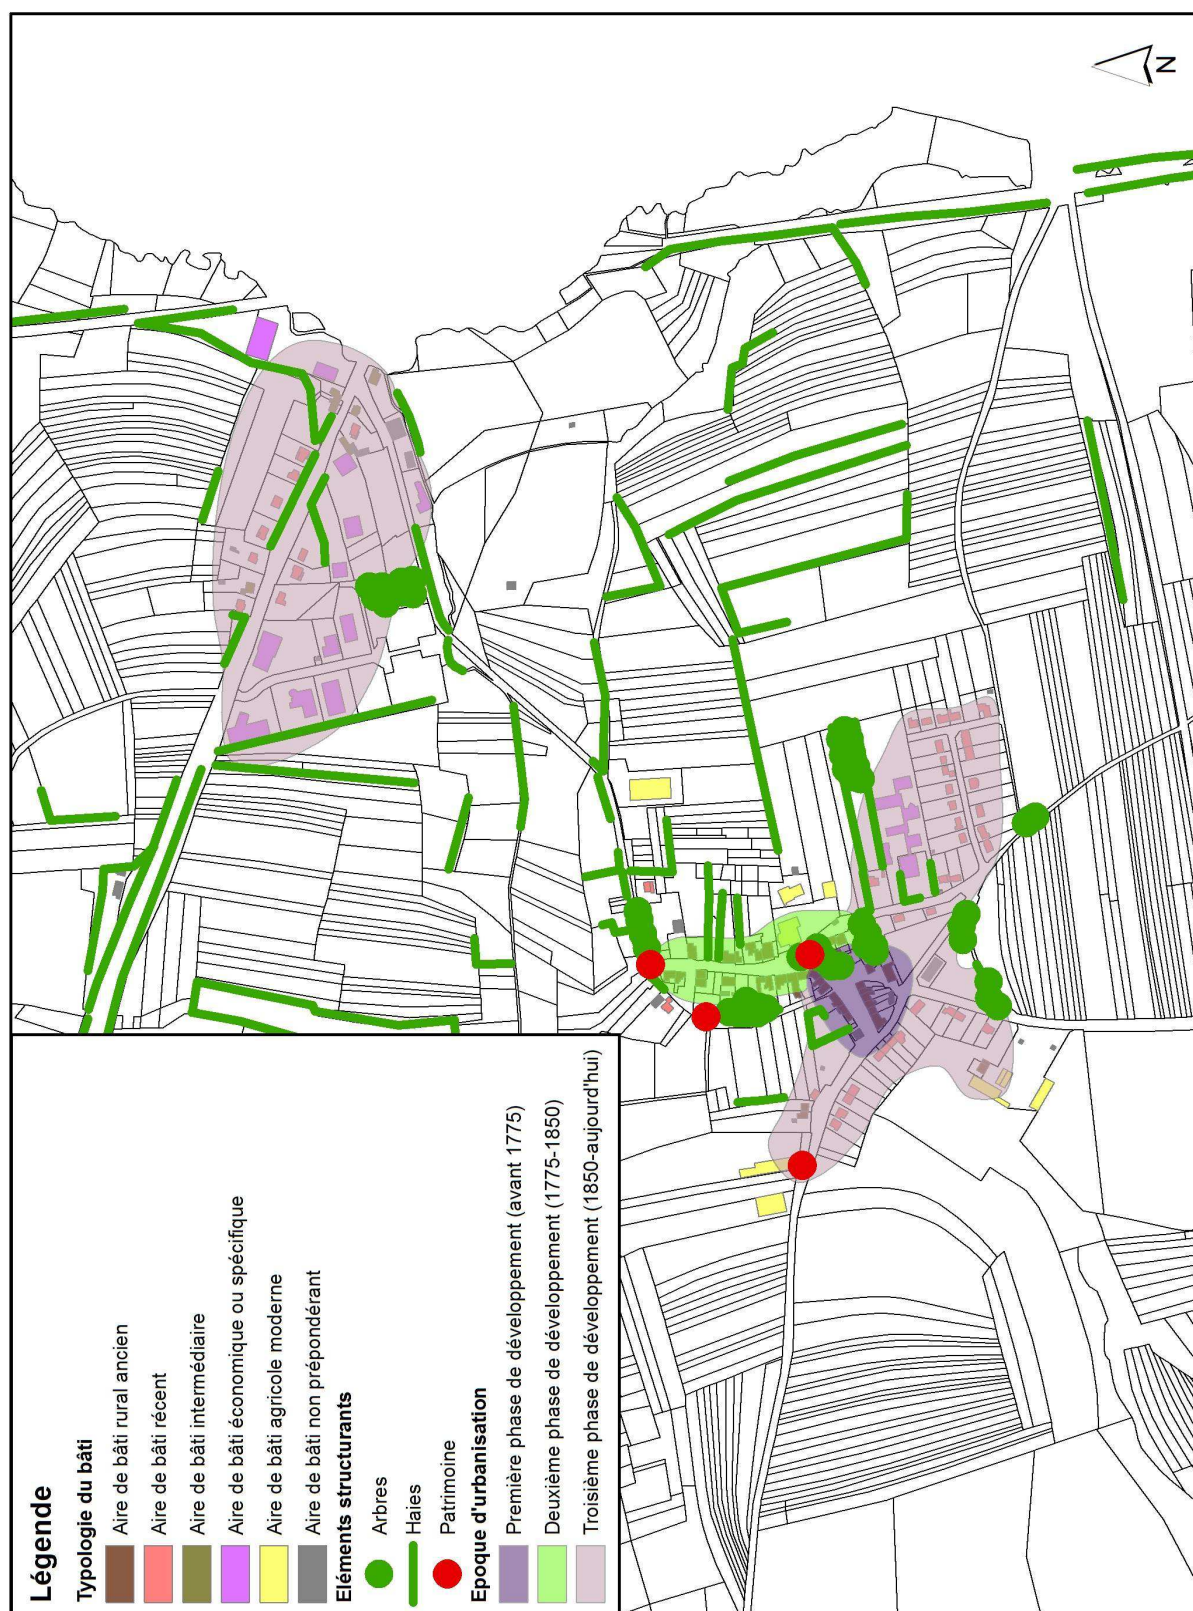 Légende
Typologie du bâti
Aire de bâti rural ancien
Aire de bâti récent
Aire de bâti intermédiaire
Aire de bâti économique ou spécifique
Aire de bâti agricole moderne
Aire de bâti non prépondérant
Eléments structurants
Arbres
Haies
Patrimoine
Epoque d'urbanisation
Première phase de développement (avant 1775)
Deuxième phase de développement (1775-1850)
Troisième phase de développement (1850-aujourd'hui)
N